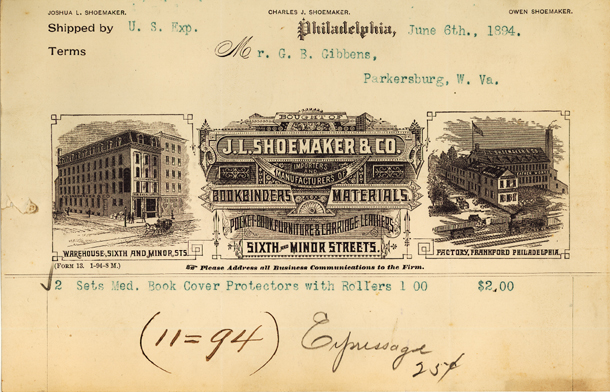 JOSHUA L. SHOEMAKER. CHARLES J. SHOEMAKER. OWEN SHOEMAKER.
Shipped by U. S. Exp. Philadelphia, June 6th., 1894.
Terms Mr. G. B. Gibbens,
Parkersburg, W. Va.
BOUGHT OF
J.L. SHOEMAKER & CO.
IMPORTERS AND
MANUFACTURERS OF
BOOKBINDERS MATERIALS
POCKET-BOOK, FURNITURE & CARRIAGE LEATHERS
SIXTH AND MINOR STREETS.
WAREHOUSE, SIXTH AND MINOR, STS.
FACTORY, FRANKFORD PHILADELPHIA.
(FORM 13. 1-94-8 M.)
Please Address all Business Communications to the Firm.
2 Sets Med. Book Cover Protectors with Rollers 1 00 $2,00
(11=94) Expressage
25¢